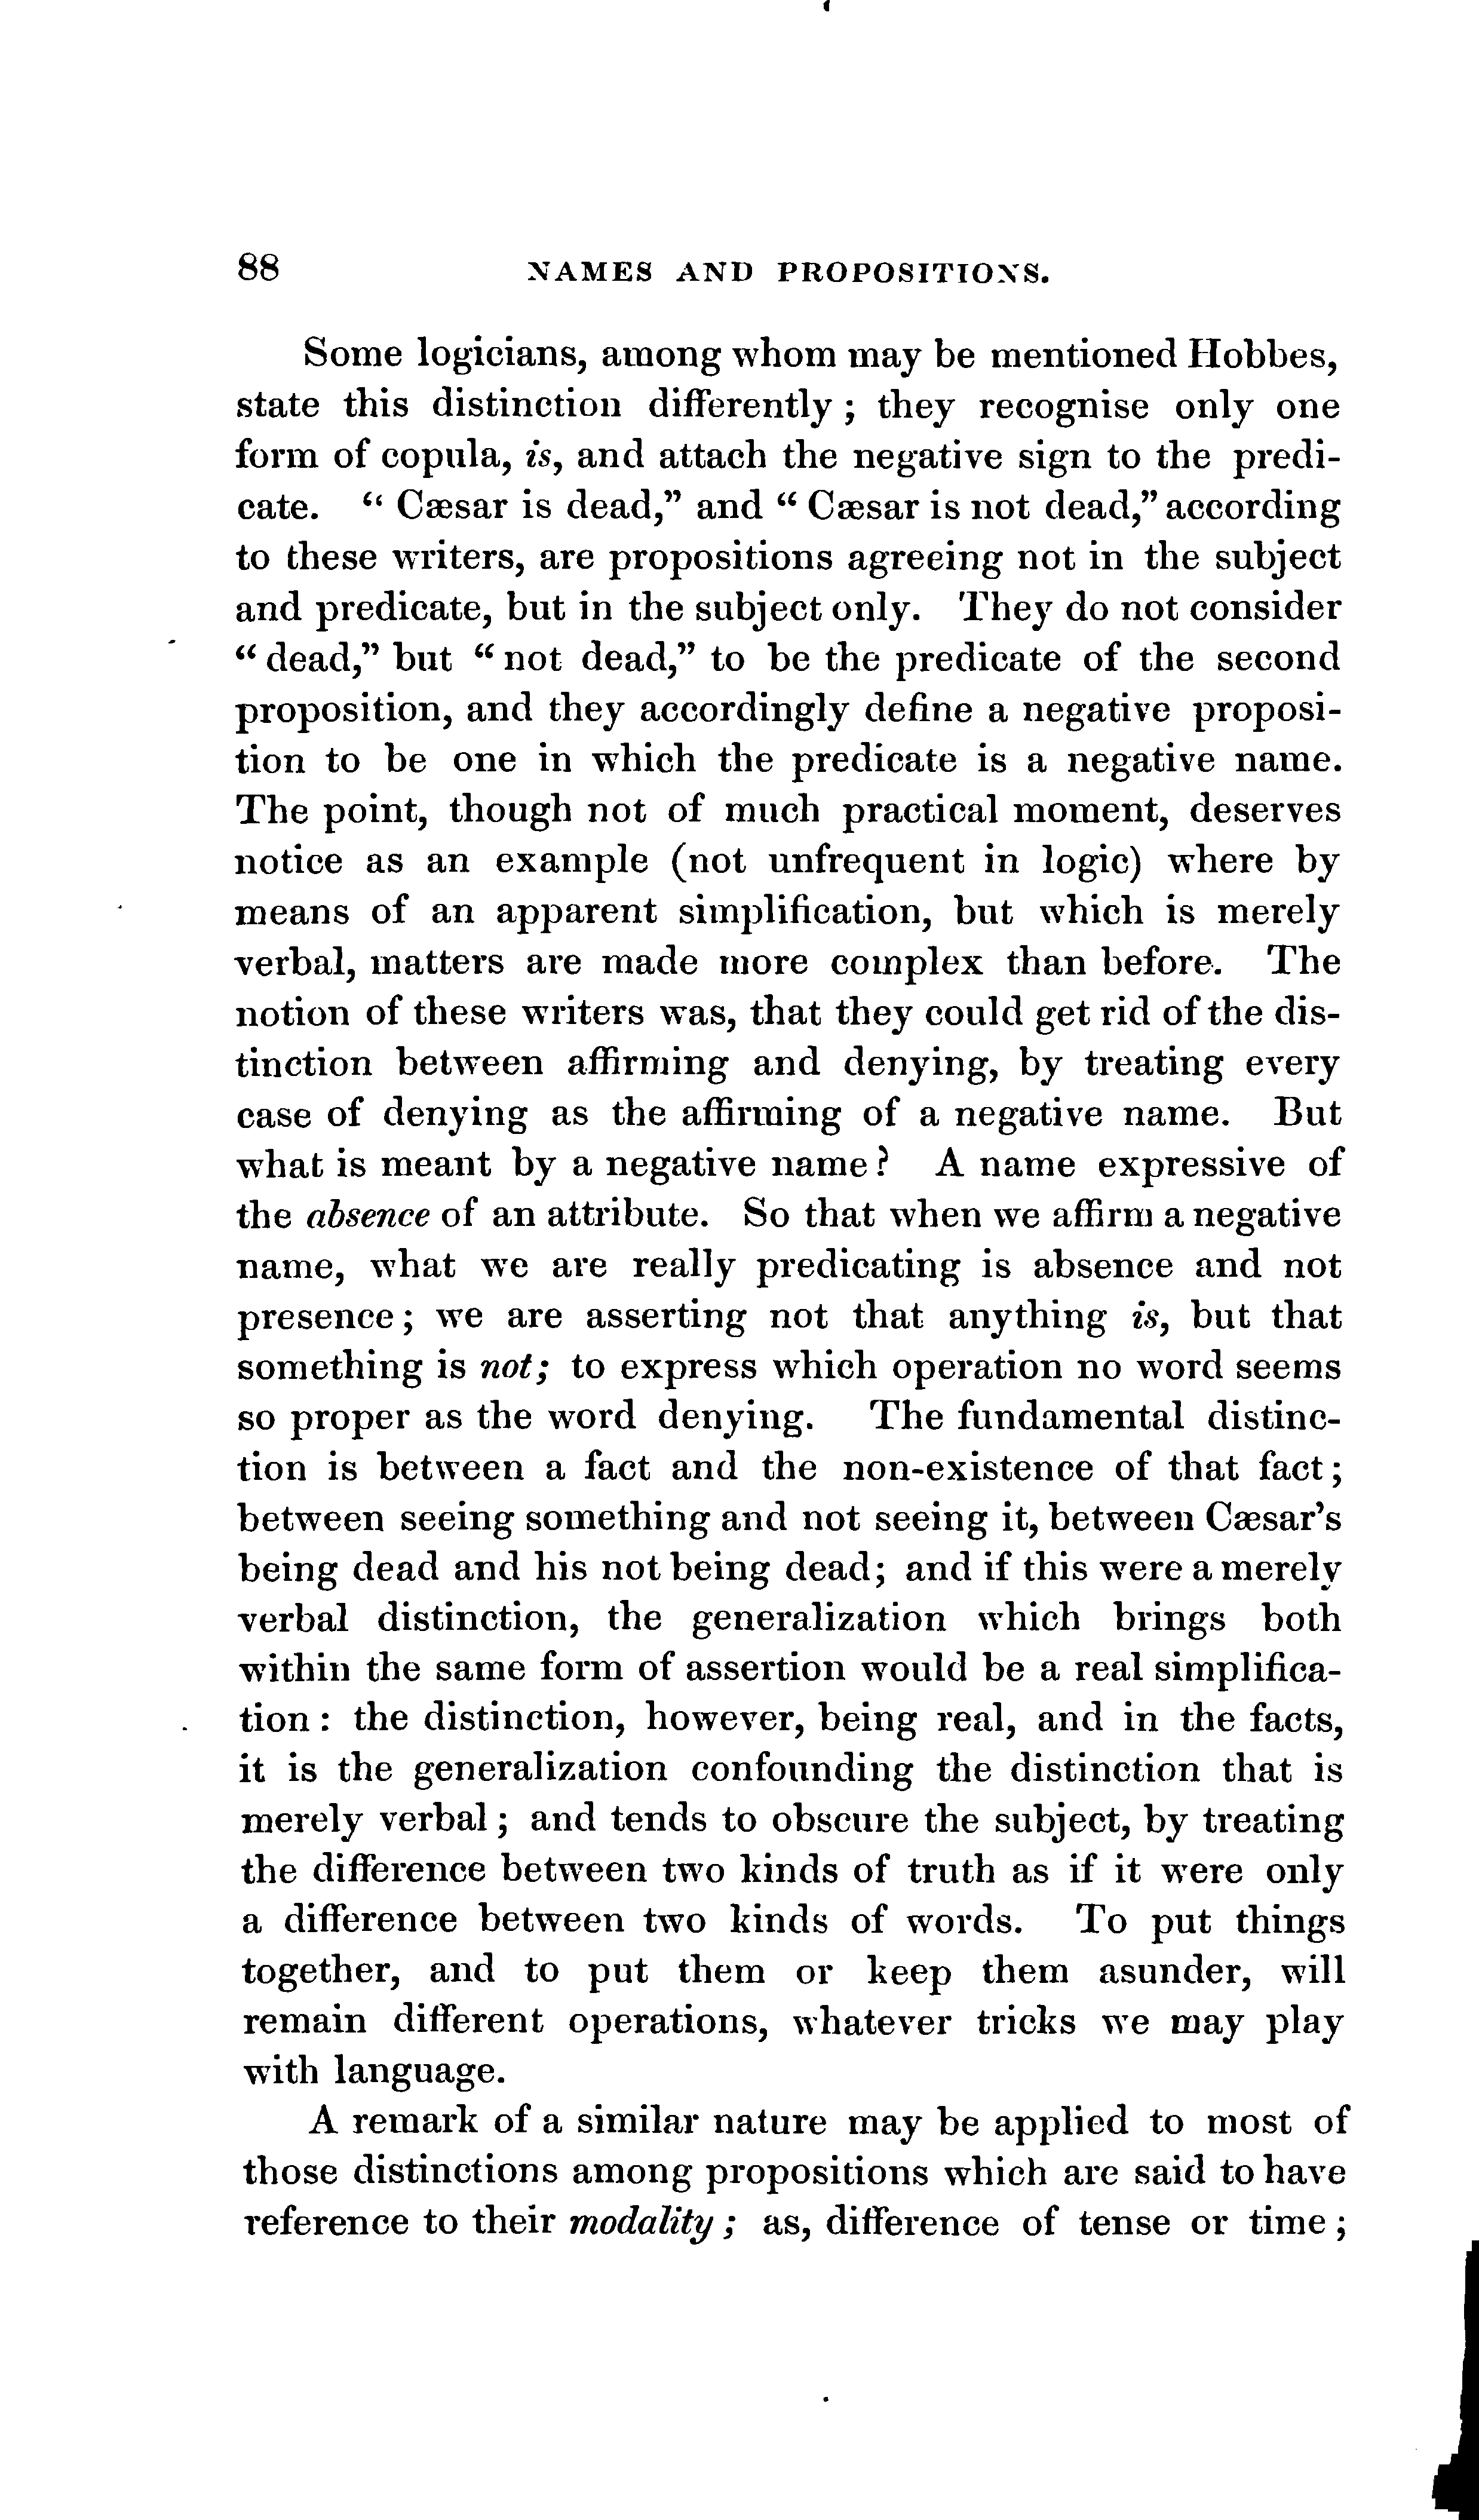 88 NAMES AND PROPOSITIONS.
Some logicians, among whom may be mentioned Hobbes,
state this distinction differently ; they recognise only one
form of copula, is, and attach the negative sign to the predi-
cate. “ Cæsar is dead,” and “ Cæsar is not dead,” according
to these writers, are propositions agreeing not in the subject
and predicate, but in the subject only. They do not consider
“ dead,” but “ not dead,” to be the predicate of the second
proposition, and they accordingly define a negative proposi-
tion to be one in which the predicate is a negative name.
The point, though not of much practical moment, deserves
notice as an example (not unfrequent in logic) where by
means of an apparent simplification, but which is merely
verbal, matters are made more complex than before. The
notion of these writers was, that they could get rid of the dis-
tinction between affirming and denying, by treating every
case of denying as the affirming of a negative name. But
what is meant by a negative name ? A name expressive of
the absence of an attribute. So that when we affirm a negative
name, what we are really predicating is absence and not
presence; we are asserting not that anything is, but that
something is not; to express which operation no word seems
so proper as the word denying. The fundamental distinc-
tion is between a fact and the non-existence of that fact;
between seeing something and not seeing it, between Cæsar’s
being dead and his not being dead; and if this were a merely
verbal distinction, the generalization which brings both
within the same form of assertion would be a real simplifica-
tion : the distinction, however, being real, and in the facts,
it is the generalization confounding the distinction that is
merely verbal ; and tends to obscure the subject, by treating
the difference between two kinds of truth as if it were only
a difference between two kinds of words. To put things
together, and to put them or keep them asunder, will
remain different operations, whatever tricks we may play
with language.
A remark of a similar nature may be applied to most of
those distinctions among propositions which are said to have
reference to their modality ; as, difference of tense or time ;